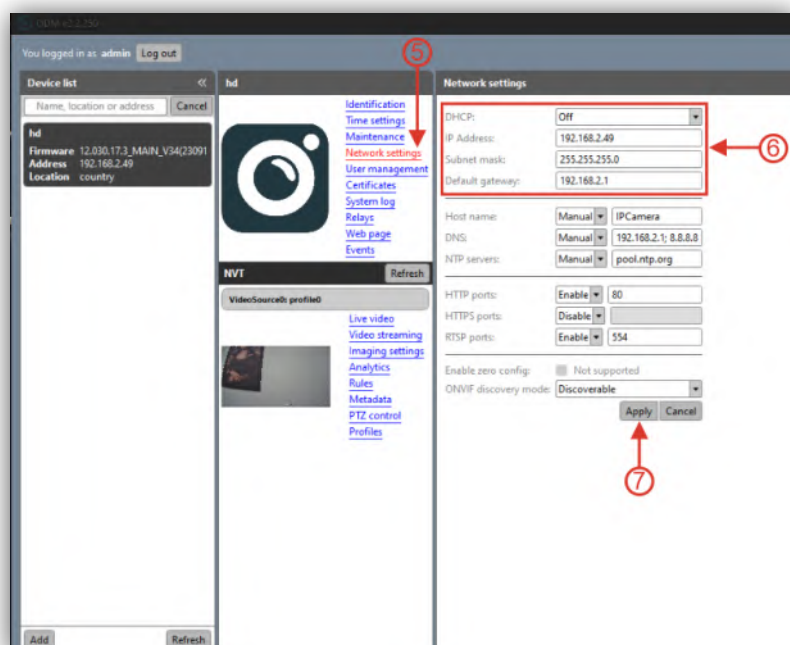 ODM v2.2.250
You logged in as admin Log out
Device list «
Name, location or address Cancel
hd
Firmware 12.030.17.3_MAIN_V34(23091
Address 192.168.2.49
Location country
Add Refresh
hd
5
Identification
Time settings
Maintenance
Network settings
User management
Certificates
System log
Relays
Web page
Events
NVT Refresh
VideoSource0: profile0
Live video
Video streaming
Imaging settings
Analytics
Rules
Metadata
PTZ control
Profiles
Network settings
DHCP: Off
IP Address: 192.168.2.49
Subnet mask: 255.255.255.0
Default gateway: 192.168.2.1
6
Host name: Manual IPCamera
DNS: Manual 192.168.2.1; 8.8.8.8
NTP servers: Manual pool.ntp.org
HTTP ports: Enable 80
HTTPS ports: Disable
RTSP ports: Enable 554
Enable zero config: Not supported
ONVIF discovery mode: Discoverable
Apply Cancel
7